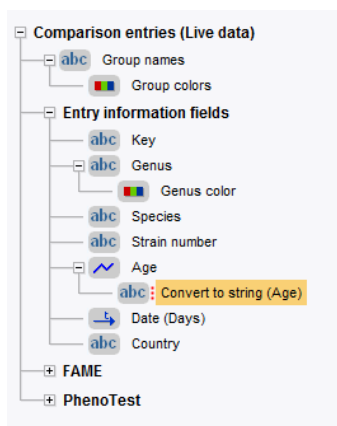 Comparison entries (Live data)
abc Group names
Group colors
Entry information fields
abc Key
abc Genus
Genus color
abc Species
abc Strain number
Age
abc Convert to string (Age)
Date (Days)
abc Country
FAME
PhenoTest